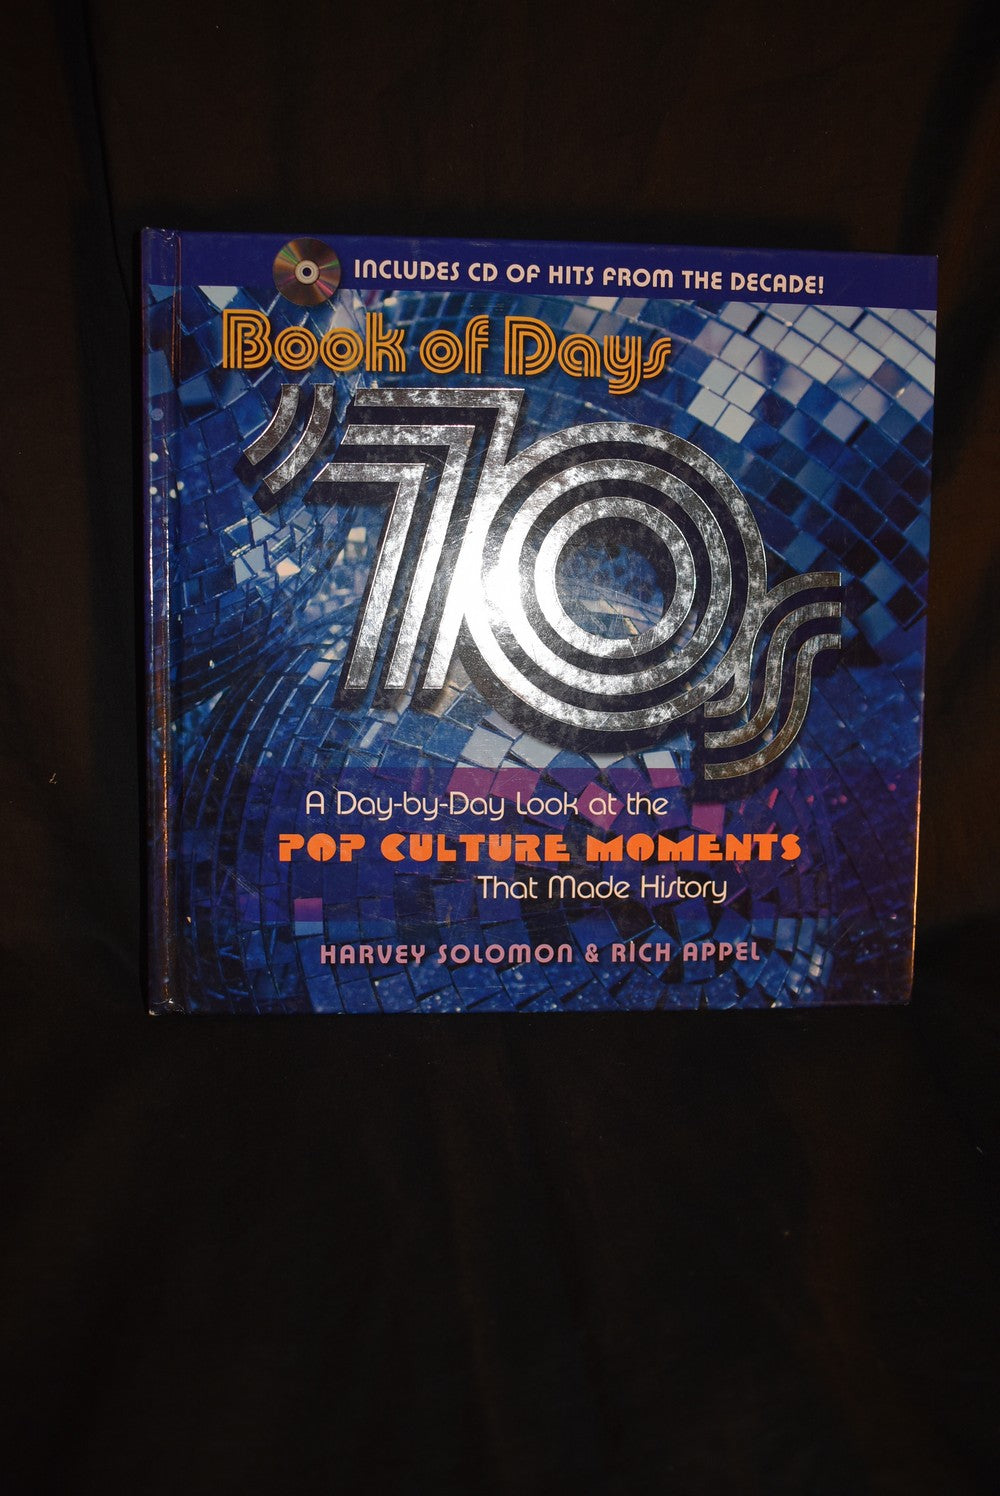 INCLUDES CD OF HITS FROM THE DECADE!
Book of Days
'70s
A Day-by-Day Look at the
POP CULTURE MOMENTS
That Made History
HARVEY SOLOMON & RICH APPEL